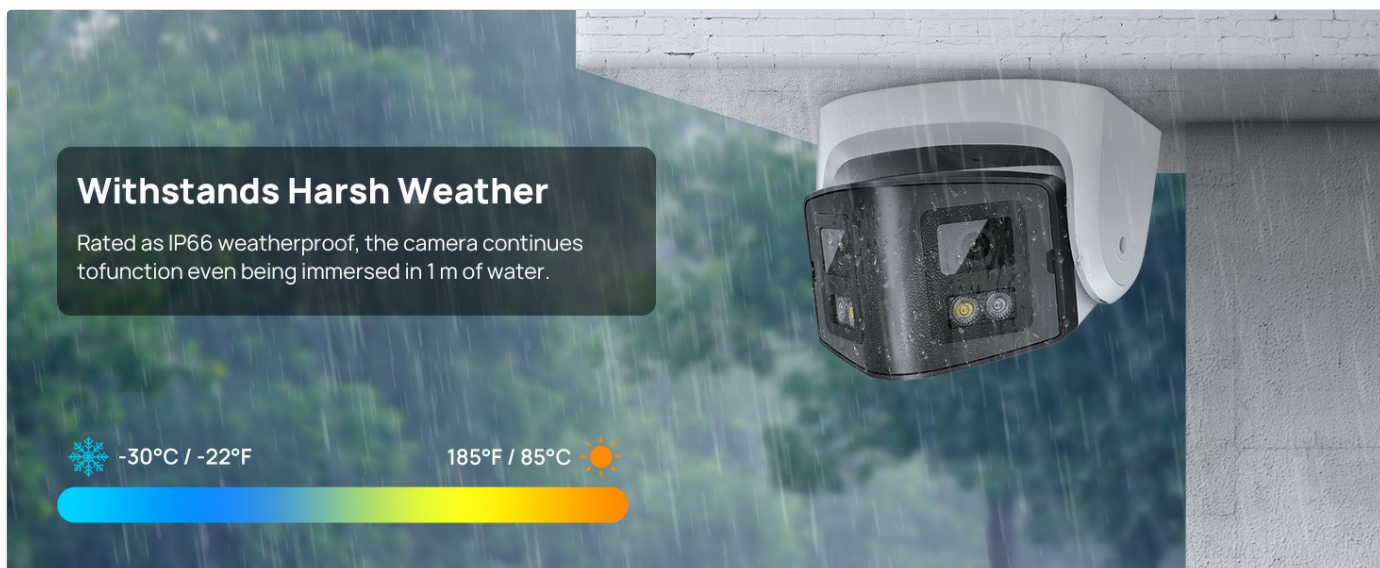 Withstands Harsh Weather
Rated as IP66 weatherproof, the camera continues
tofunction even being immersed in 1 m of water.
-30°C / -22°F
185°F / 85°C